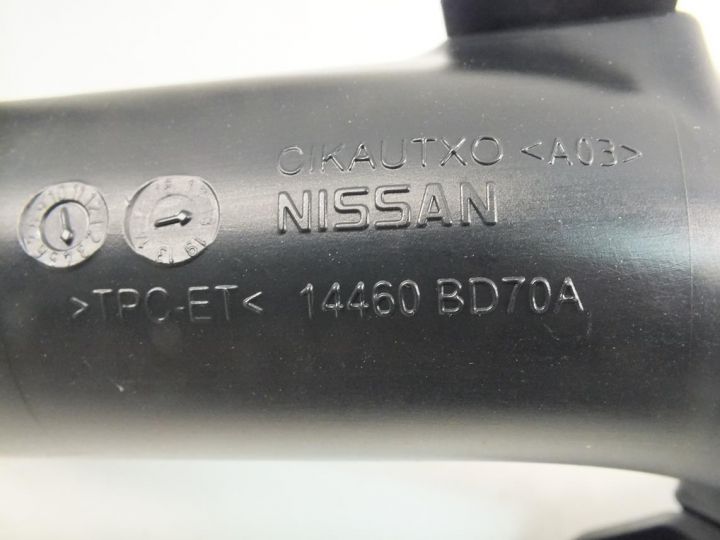 CIKAUTXO <A03>
NISSAN
>TPC-ET< 14460 BD70A